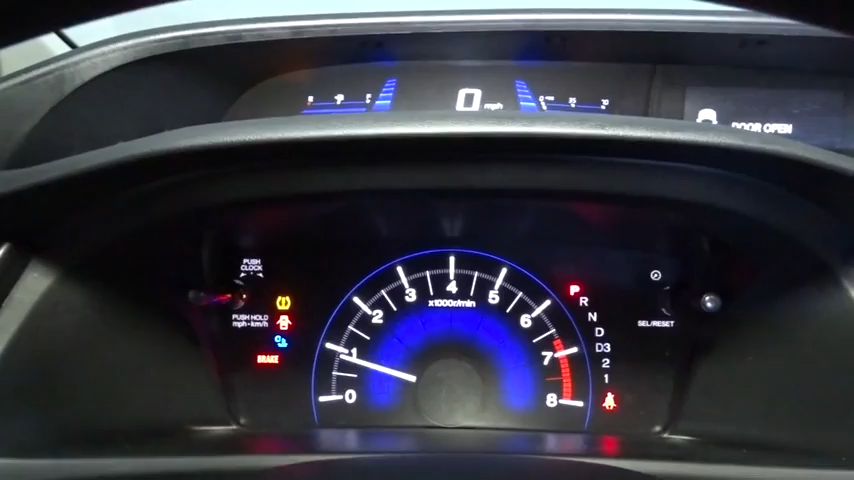 0 mph
DOOR OPEN
PUSH
CLOCK
PUSH HOLD
mph•km/h
BRAKE
0 1 2 3 4 5 6 7 8
x1000r/min
P
R
N
D
D3
2
1
SEL/RESET